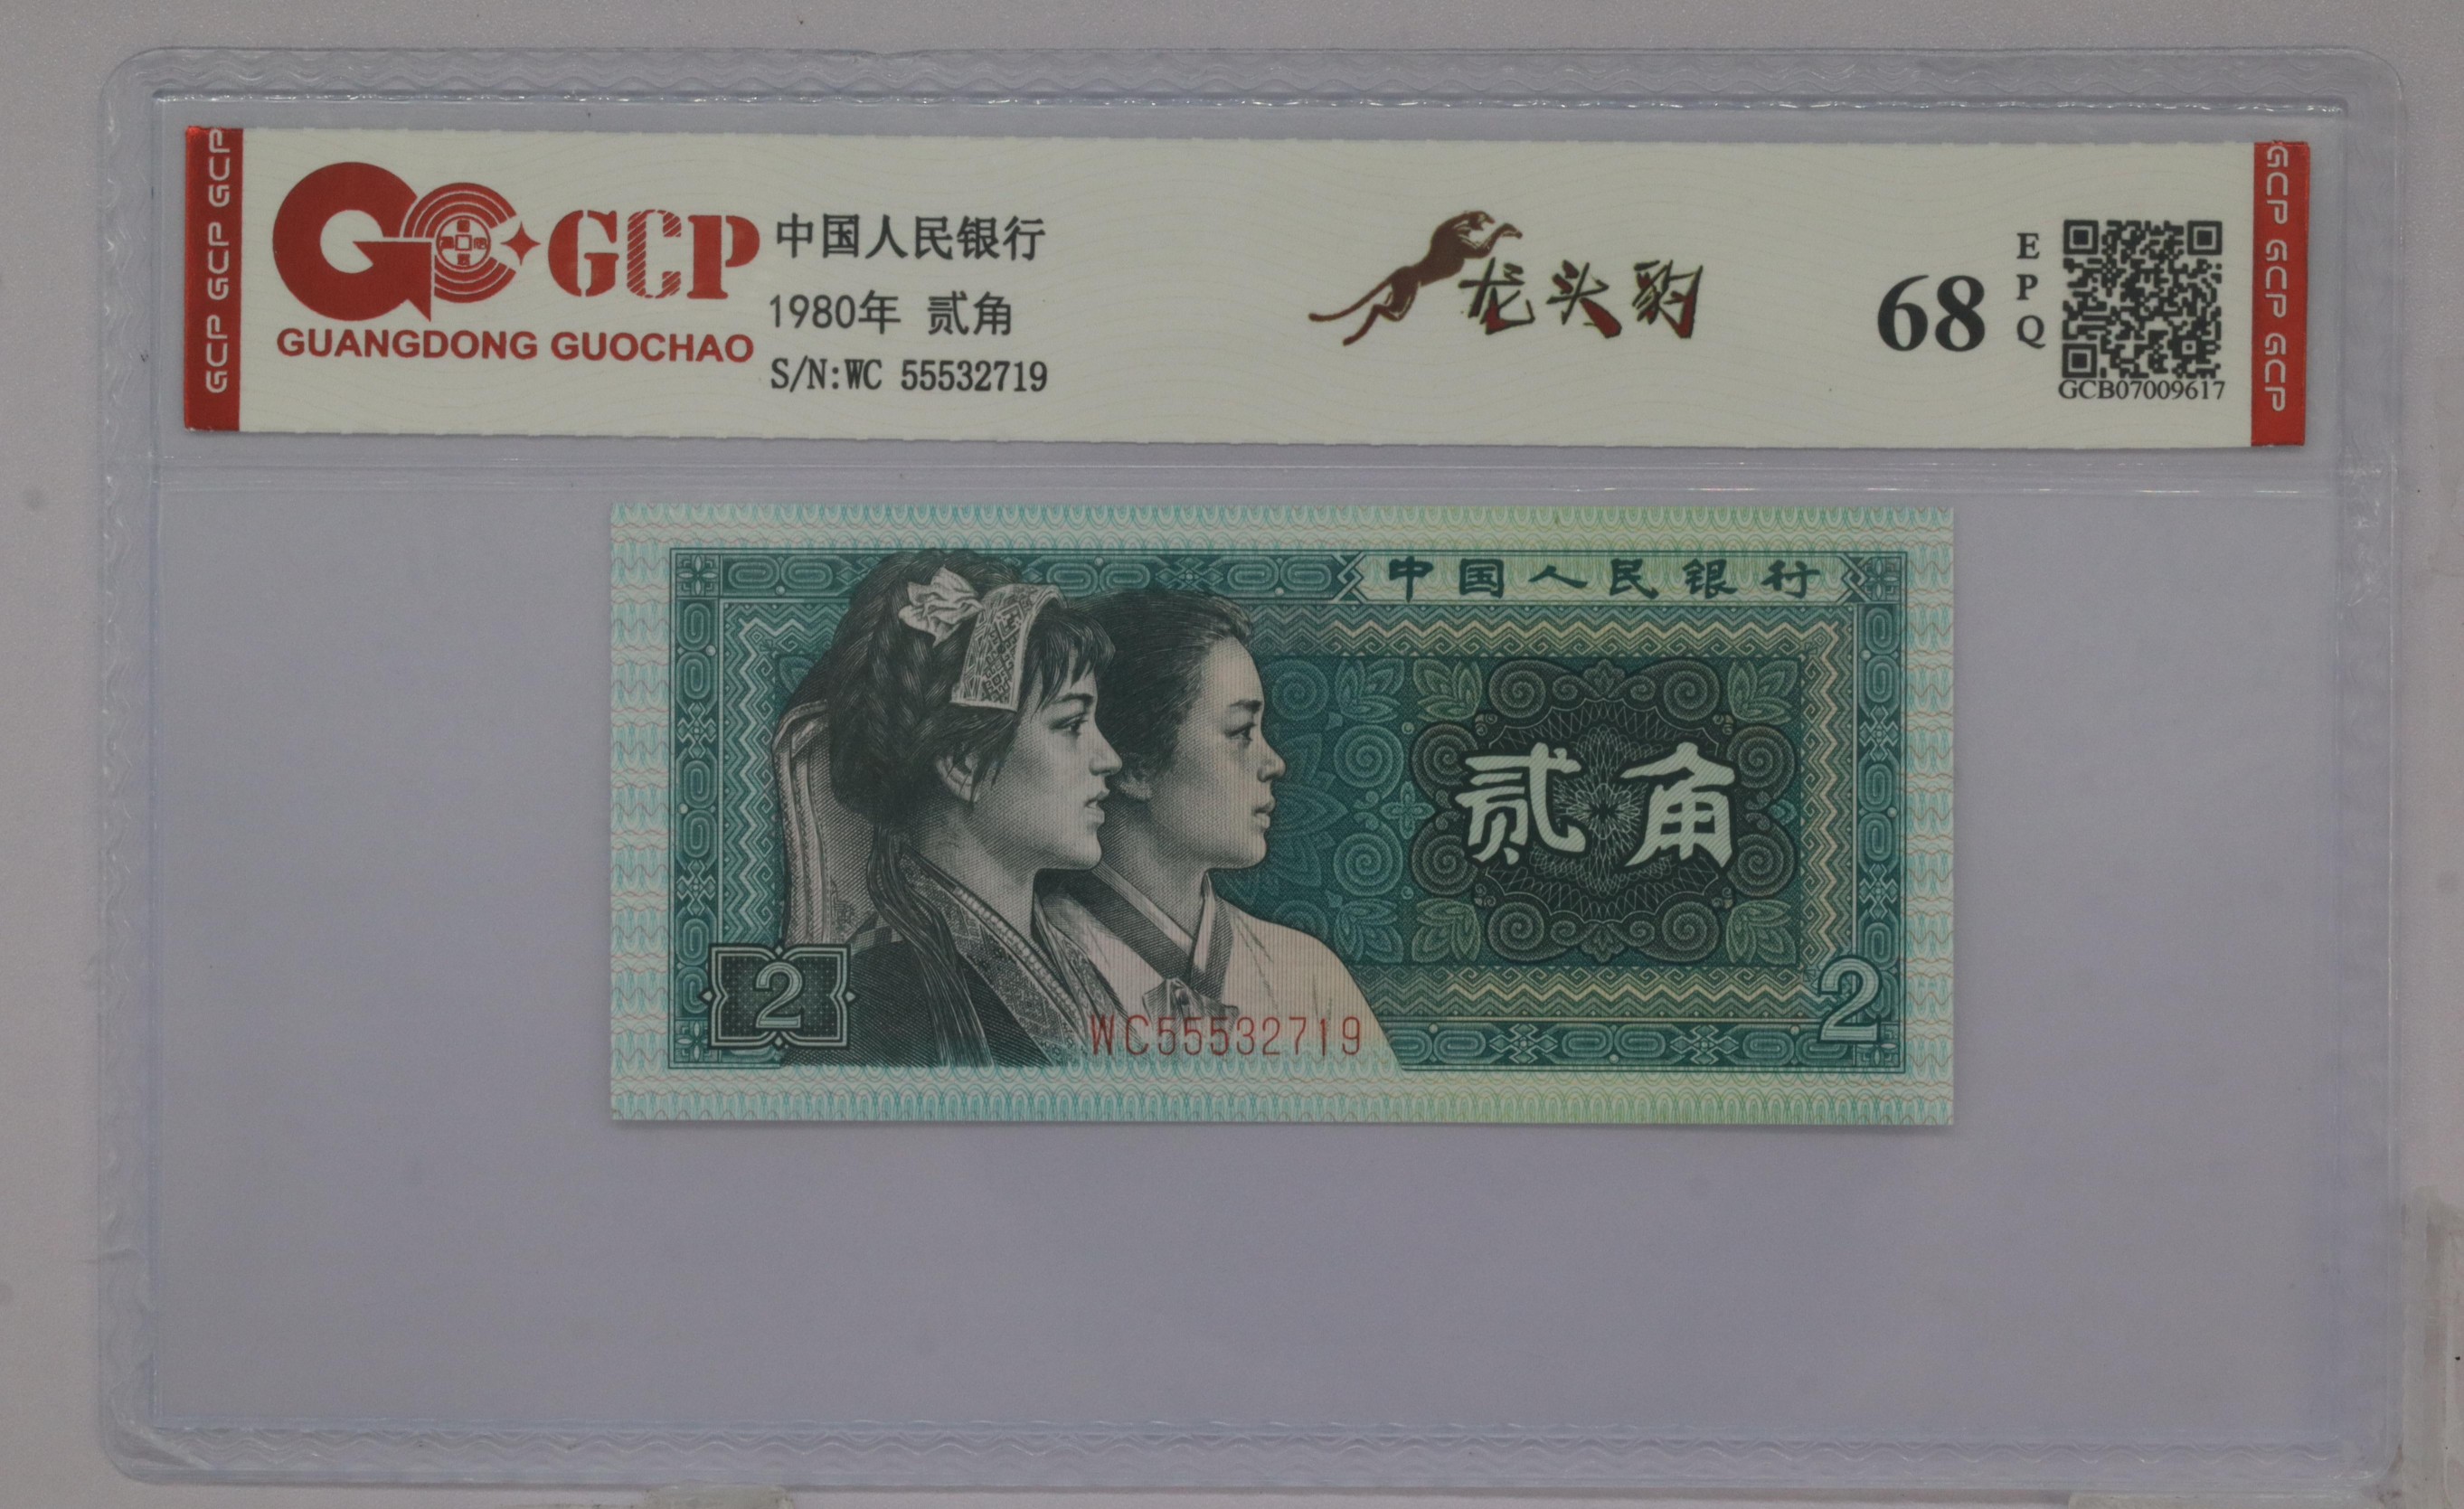 GCP GCP GCP
GCP
GUANGDONG GUOCHAO
中国人民银行
1980年 贰角
S/N:WC 55532719
龙头豹
68
EPQ
GCB07009617
GCP GCP GCP
中国人民银行
贰角
2
2
WC55532719